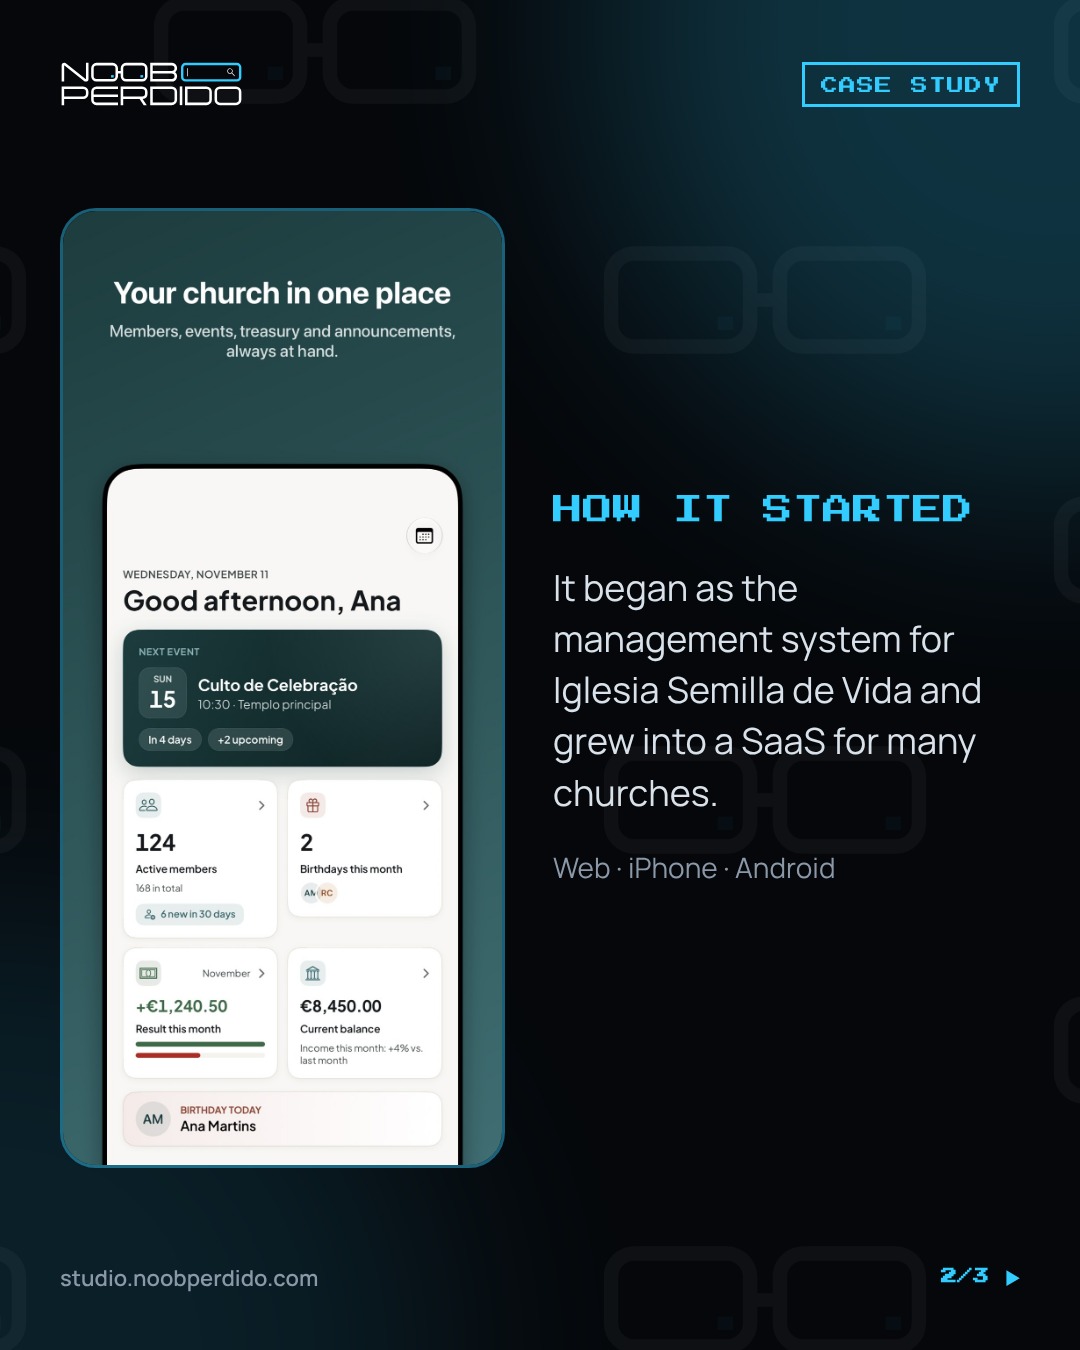 NOOB
PERDIDO
CASE STUDY
Your church in one place
Members, events, treasury and announcements,
always at hand.
WEDNESDAY, NOVEMBER 11
Good afternoon, Ana
NEXT EVENT
SUN
15
Culto de Celebração
10:30 · Templo principal
In 4 days
+2 upcoming
124
Active members
168 in total
6 new in 30 days
2
Birthdays this month
AM
RC
November
+€1,240.50
Result this month
€8,450.00
Current balance
Income this month: +4% vs.
last month
AM
BIRTHDAY TODAY
Ana Martins
HOW IT STARTED
It began as the
management system for
Iglesia Semilla de Vida and
grew into a SaaS for many
churches.
Web · iPhone · Android
studio.noobperdido.com
2/3